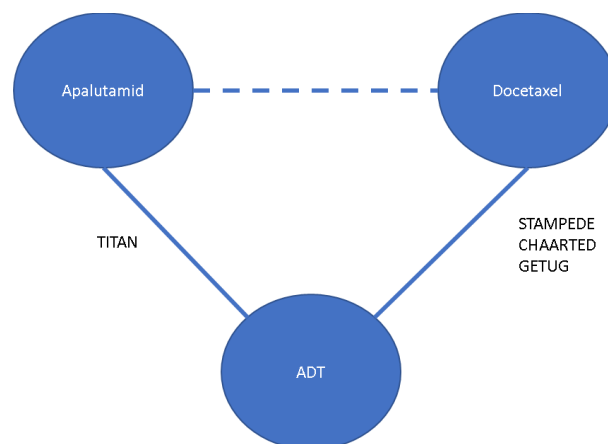 Apalutamid
Docetaxel
TITAN
STAMPEDE
CHAARTED
GETUG
ADT